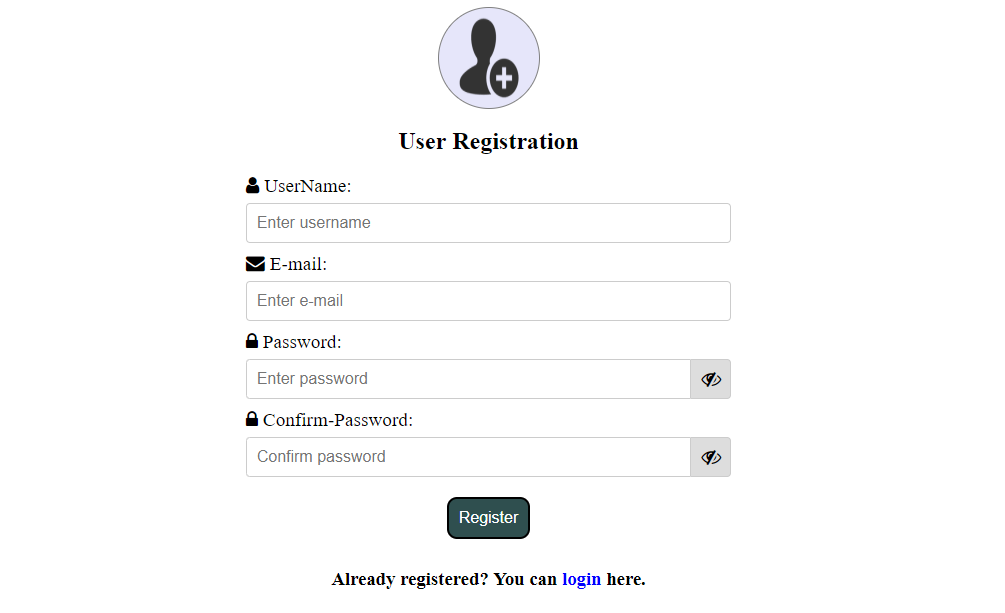 User Registration
UserName:
Enter username
E-mail:
Enter e-mail
Password:
Enter password
Confirm-Password:
Confirm password
Register
Already registered? You can login here.